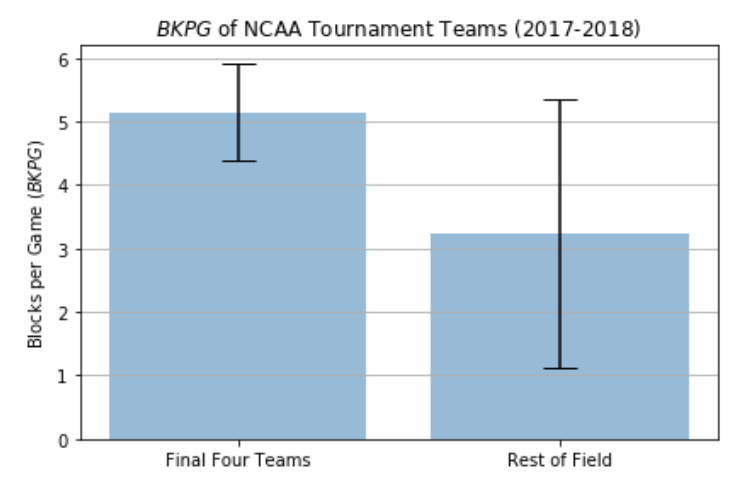 BKPG of NCAA Tournament Teams (2017-2018)
Blocks per Game (BKPG)
6
5
4
3
2
1
0
Final Four Teams
Rest of Field